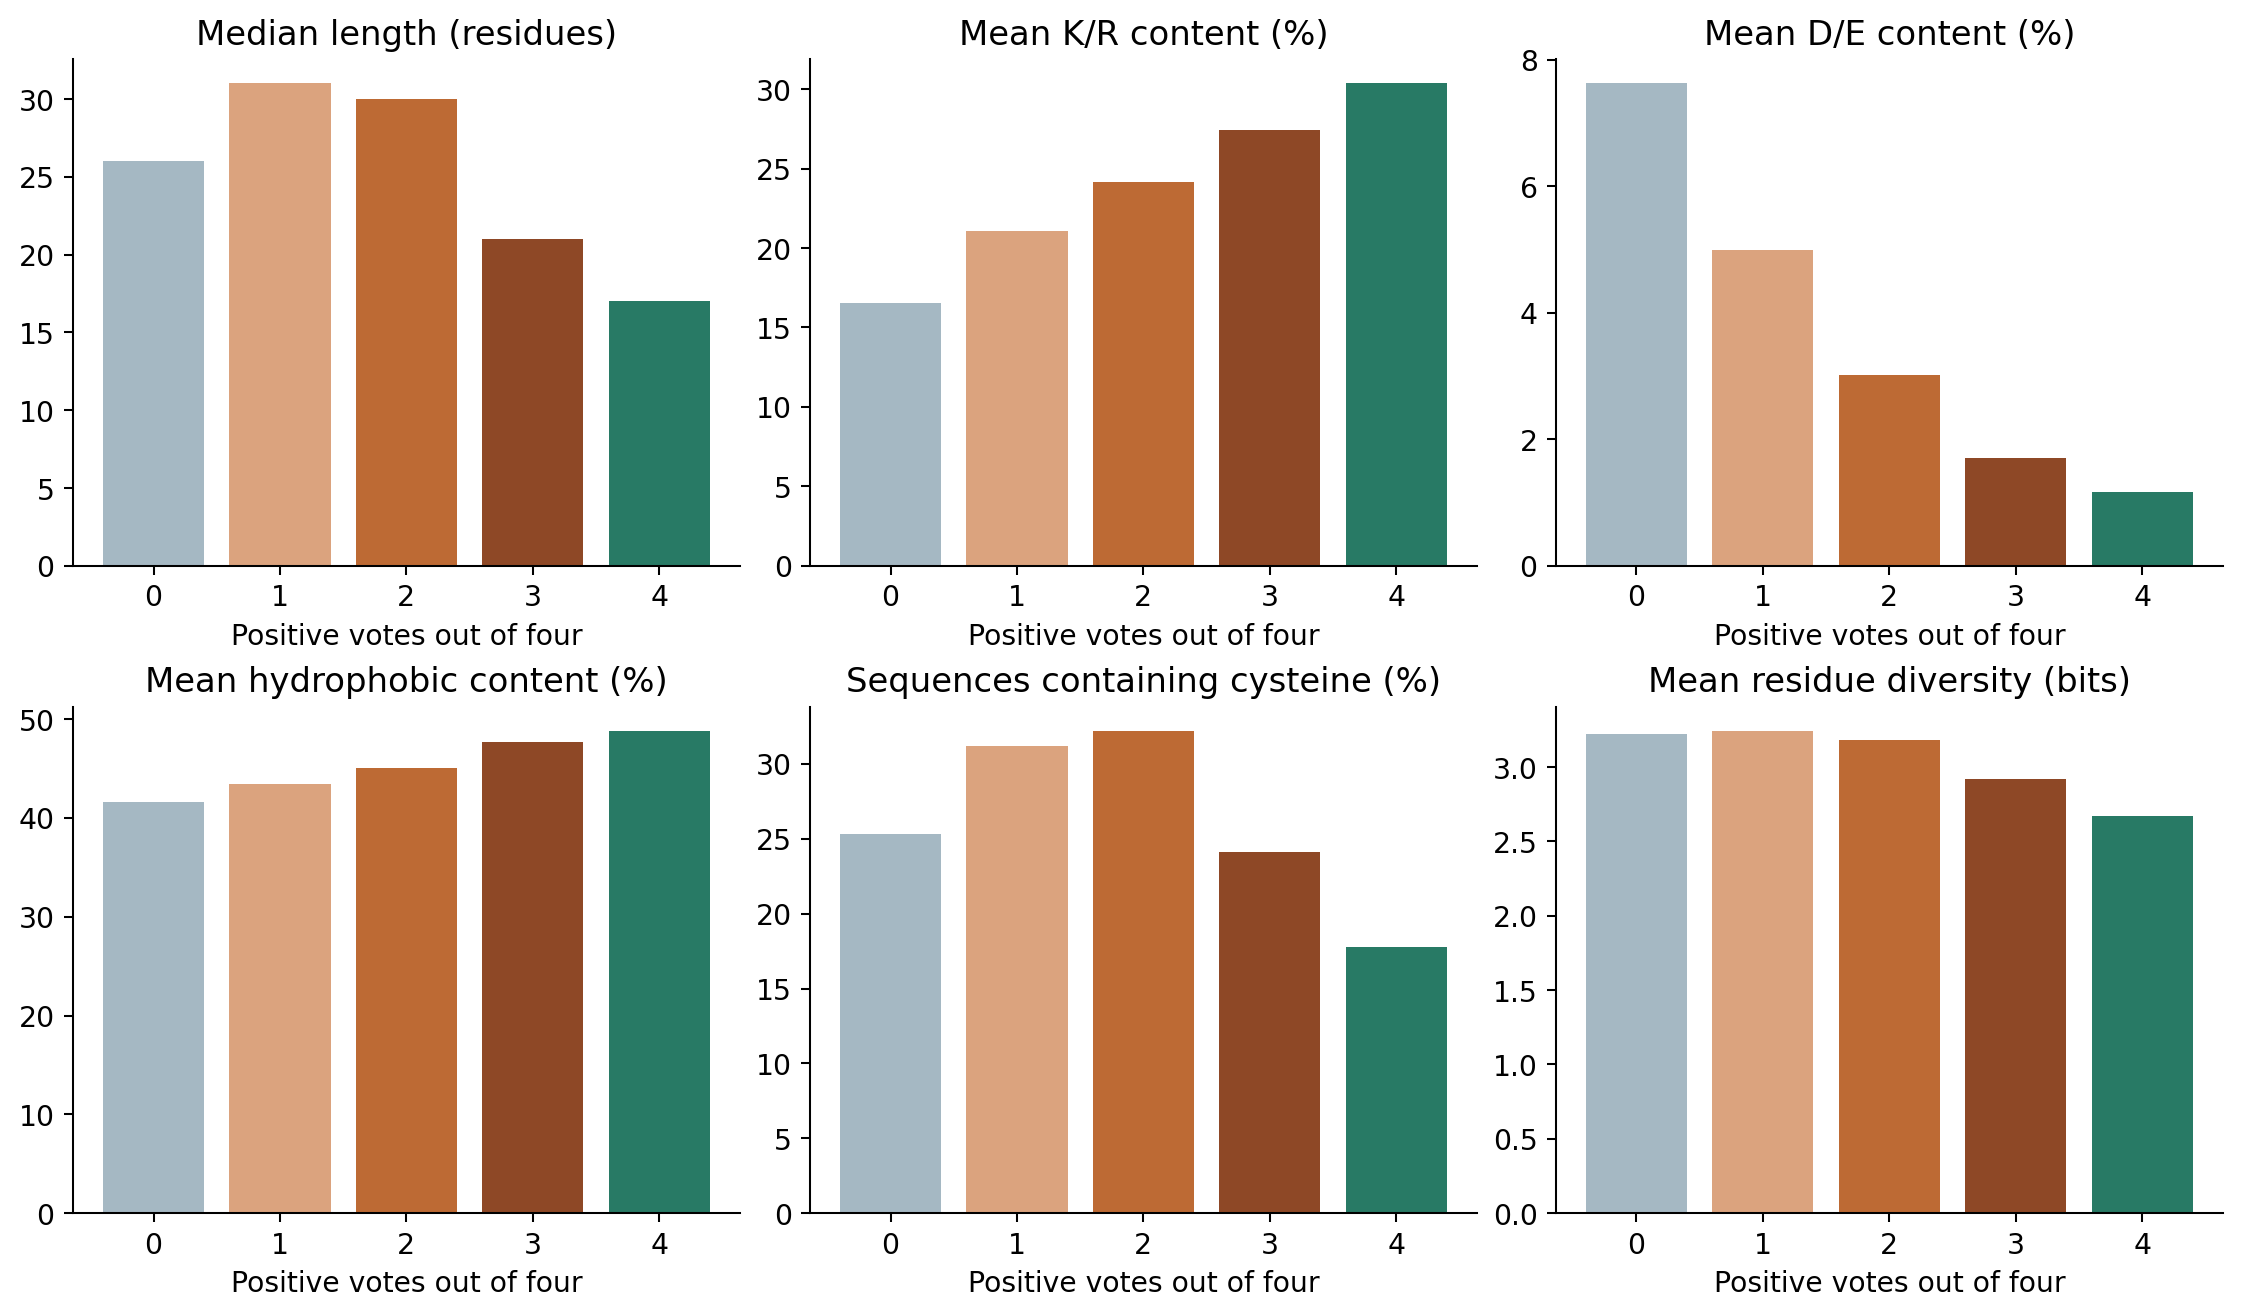 Median length (residues)
30
25
20
15
10
5
0
0 1 2 3 4
Positive votes out of four
Mean K/R content (%)
30
25
20
15
10
5
0
0 1 2 3 4
Positive votes out of four
Mean D/E content (%)
8
6
4
2
0
0 1 2 3 4
Positive votes out of four
Mean hydrophobic content (%)
50
40
30
20
10
0
0 1 2 3 4
Positive votes out of four
Sequences containing cysteine (%)
30
25
20
15
10
5
0
0 1 2 3 4
Positive votes out of four
Mean residue diversity (bits)
3.0
2.5
2.0
1.5
1.0
0.5
0.0
0 1 2 3 4
Positive votes out of four